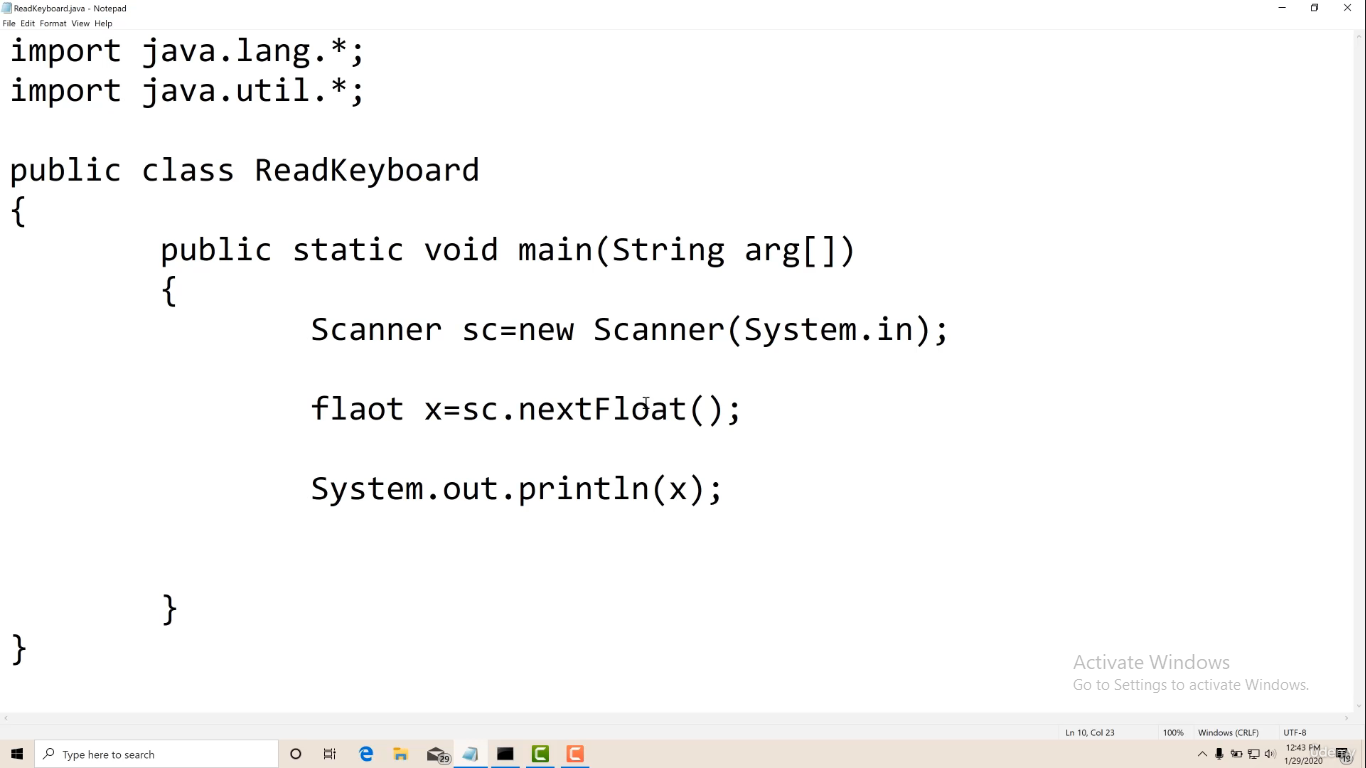 ReadKeyboard.java - Notepad
File Edit Format View Help
import java.lang.*;
import java.util.*;
public class ReadKeyboard
{
public static void main(String arg[])
{
Scanner sc=new Scanner(System.in);
flaot x=sc.nextFloat();
System.out.println(x);
}
}
Activate Windows
Go to Settings to activate Windows.
Ln 10, Col 23 100% Windows (CRLF) UTF-8
Type here to search
29
12:43 PM
1/29/2020
19